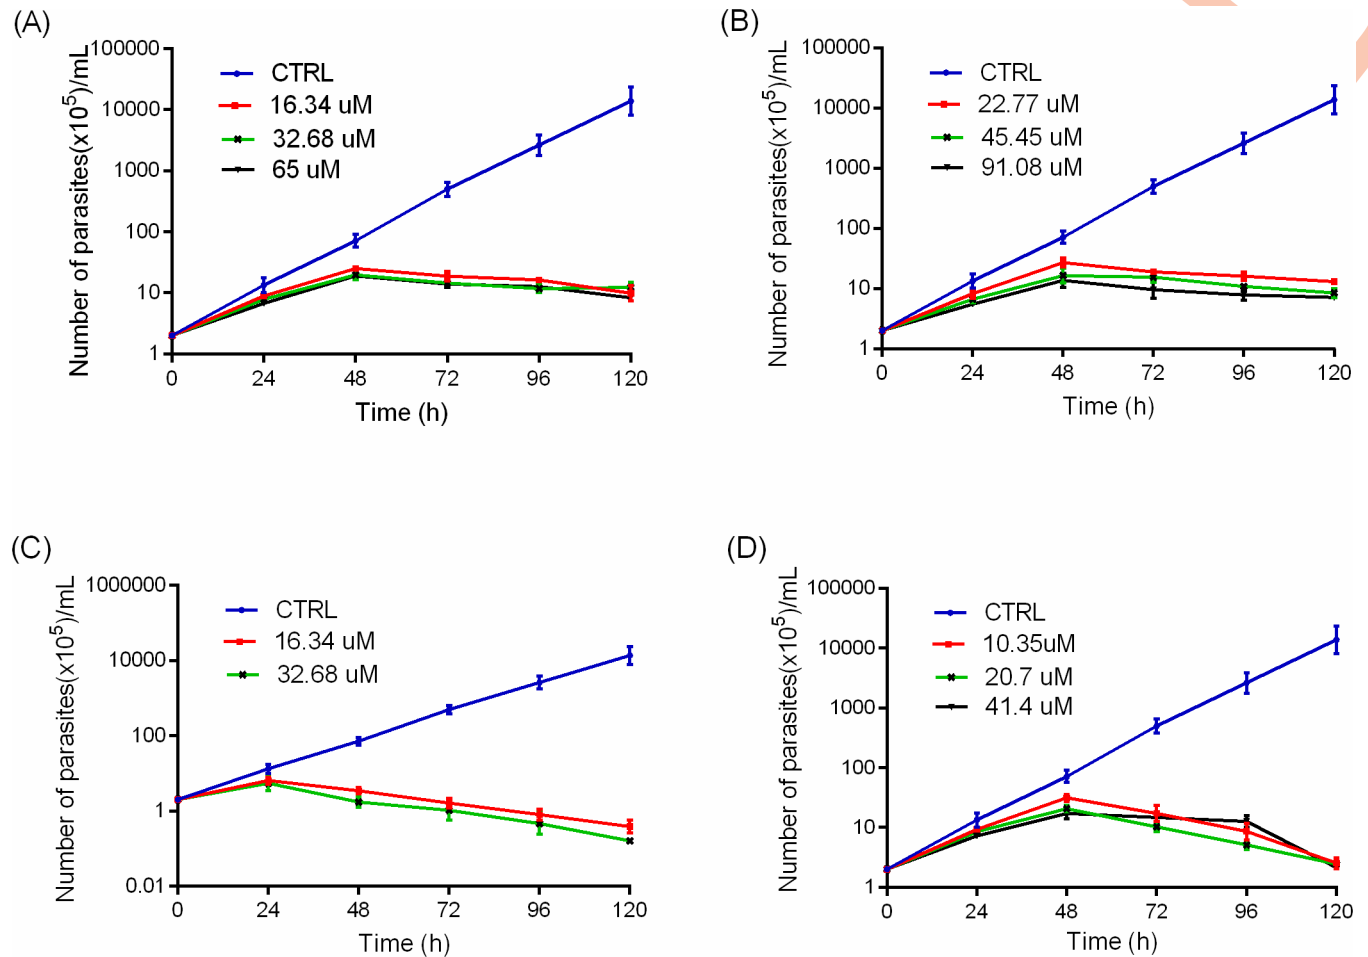 (A)
Number of parasites(x10⁵)/mL
100000
10000
1000
100
10
1
CTRL
16.34 uM
32.68 uM
65 uM
0 24 48 72 96 120
Time (h)
(B)
Number of parasites(x10⁵)/mL
100000
10000
1000
100
10
1
CTRL
22.77 uM
45.45 uM
91.08 uM
0 24 48 72 96 120
Time (h)
(C)
Number of parasites(x10⁵)/mL
1000000
10000
100
1
0.01
CTRL
16.34 uM
32.68 uM
0 24 48 72 96 120
Time (h)
(D)
Number of parasites(x10⁵)/mL
100000
10000
1000
100
10
1
CTRL
10.35uM
20.7 uM
41.4 uM
0 24 48 72 96 120
Time (h)